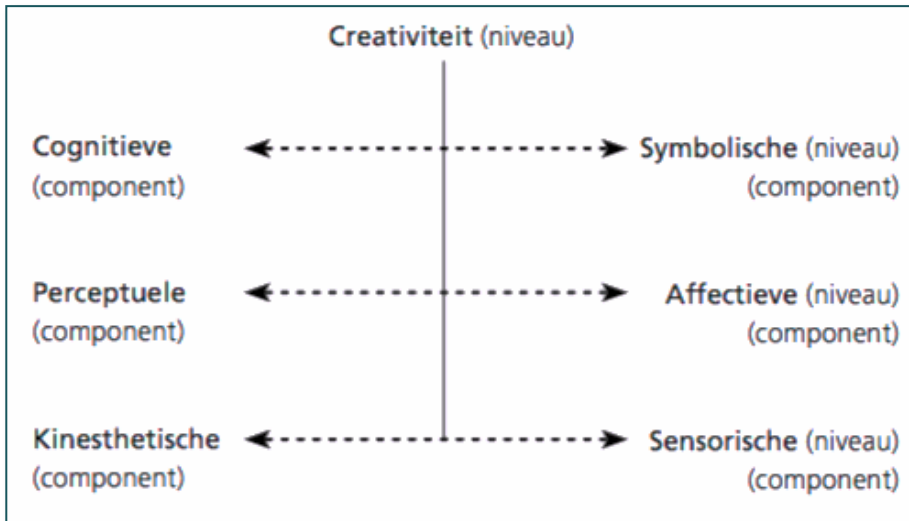 Creativiteit (niveau)
Cognitieve
(component)
Symbolische (niveau)
(component)
Perceptuele
(component)
Affectieve (niveau)
(component)
Kinesthetische
(component)
Sensorische (niveau)
(component)